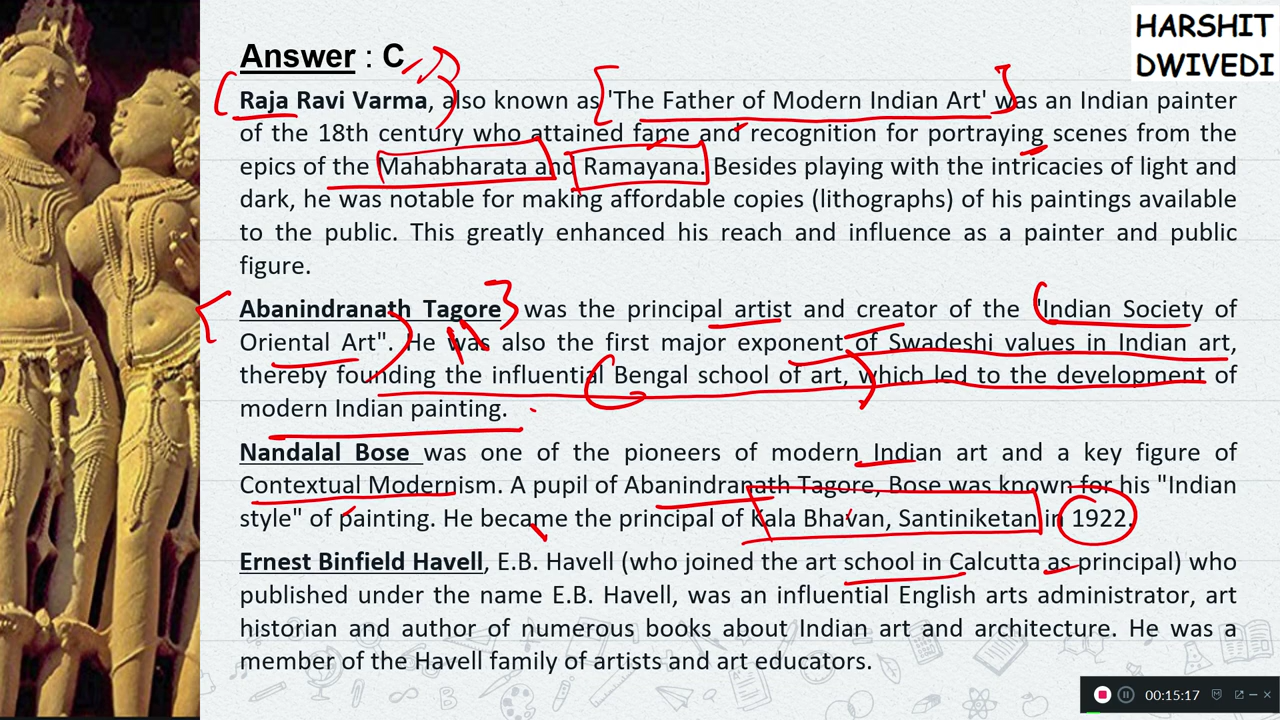 HARSHIT
DWIVEDI
Answer : C
Raja Ravi Varma, also known as 'The Father of Modern Indian Art' was an Indian painter
of the 18th century who attained fame and recognition for portraying scenes from the
epics of the Mahabharata and Ramayana. Besides playing with the intricacies of light and
dark, he was notable for making affordable copies (lithographs) of his paintings available
to the public. This greatly enhanced his reach and influence as a painter and public
figure.
Abanindranath Tagore was the principal artist and creator of the "Indian Society of
Oriental Art". He was also the first major exponent of Swadeshi values in Indian art,
thereby founding the influential Bengal school of art, which led to the development of
modern Indian painting.
Nandalal Bose was one of the pioneers of modern Indian art and a key figure of
Contextual Modernism. A pupil of Abanindranath Tagore, Bose was known for his "Indian
style" of painting. He became the principal of Kala Bhavan, Santiniketan in 1922.
Ernest Binfield Havell, E.B. Havell (who joined the art school in Calcutta as principal) who
published under the name E.B. Havell, was an influential English arts administrator, art
historian and author of numerous books about Indian art and architecture. He was a
member of the Havell family of artists and art educators.
00:15:17